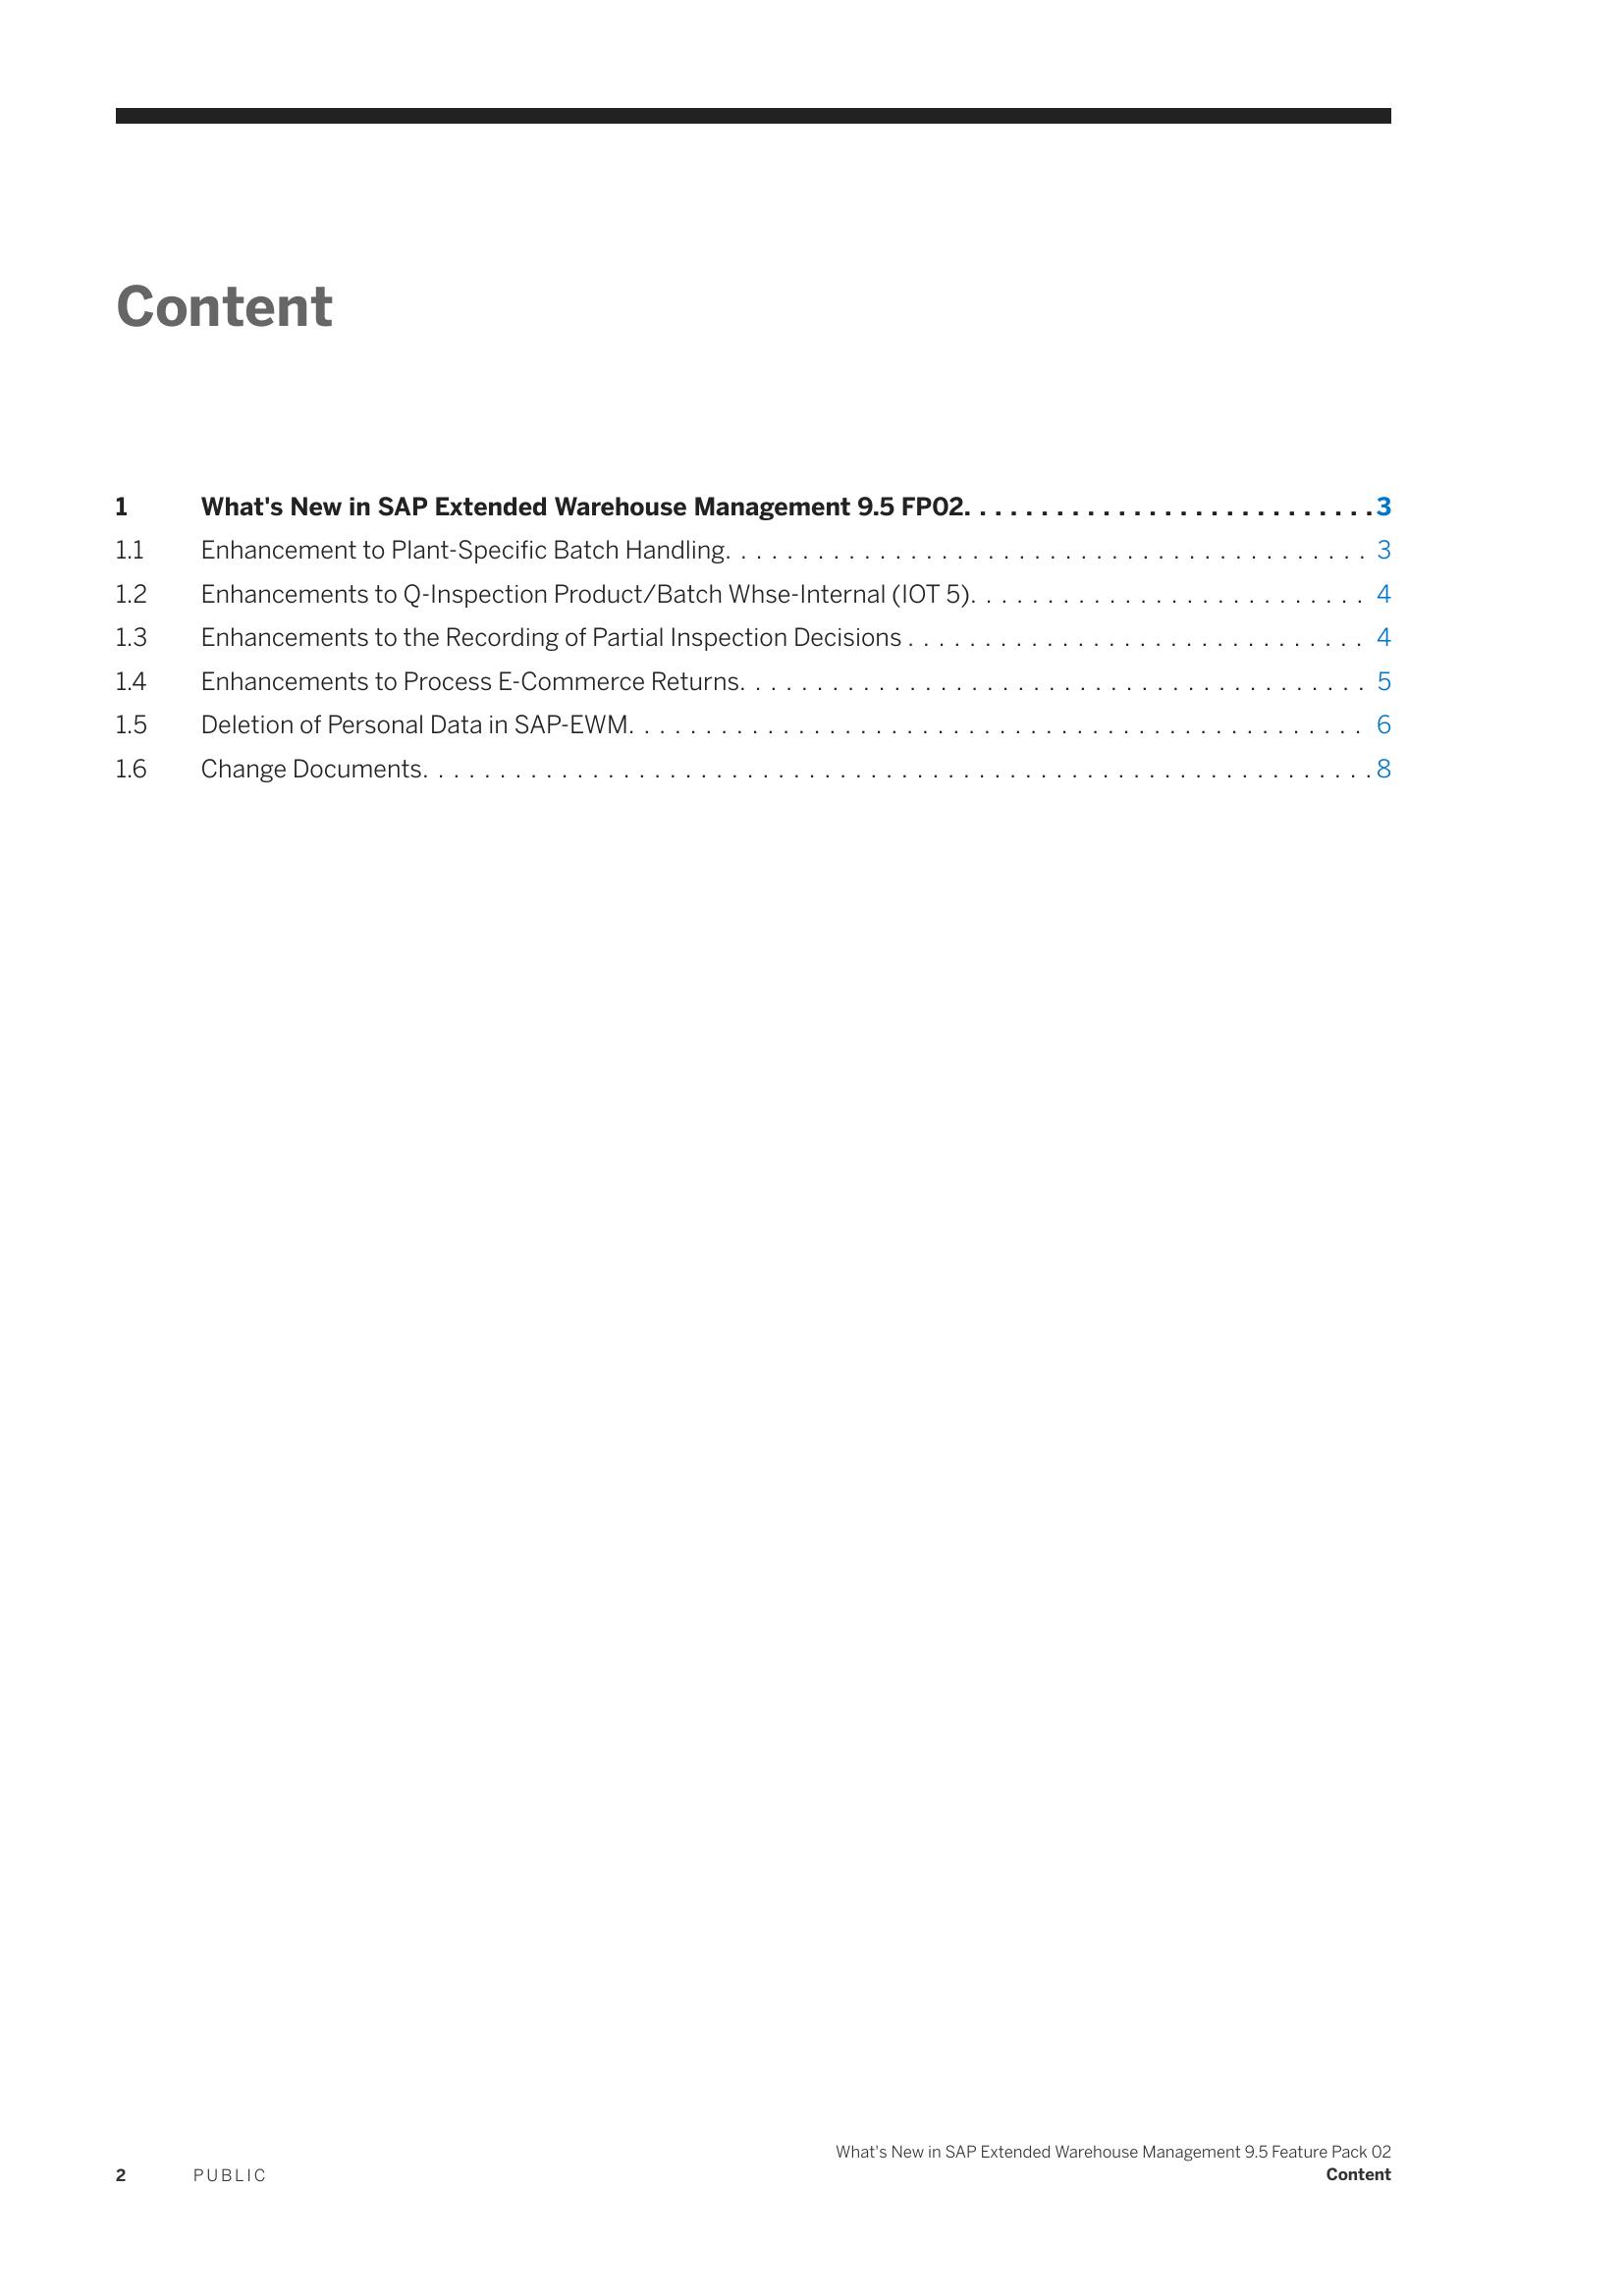 Content
1 What's New in SAP Extended Warehouse Management 9.5 FP02. . . . . . . . . . . . . . . . . . . . . . . . . . . 3
1.1 Enhancement to Plant-Specific Batch Handling. . . . . . . . . . . . . . . . . . . . . . . . . . . . . . . . . . . . . . . . . . 3
1.2 Enhancements to Q-Inspection Product/Batch Whse-Internal (IOT 5). . . . . . . . . . . . . . . . . . . . . . . . . . 4
1.3 Enhancements to the Recording of Partial Inspection Decisions . . . . . . . . . . . . . . . . . . . . . . . . . . . . . . 4
1.4 Enhancements to Process E-Commerce Returns. . . . . . . . . . . . . . . . . . . . . . . . . . . . . . . . . . . . . . . . . 5
1.5 Deletion of Personal Data in SAP-EWM. . . . . . . . . . . . . . . . . . . . . . . . . . . . . . . . . . . . . . . . . . . . . . . . 6
1.6 Change Documents. . . . . . . . . . . . . . . . . . . . . . . . . . . . . . . . . . . . . . . . . . . . . . . . . . . . . . . . . . . . . . 8
What's New in SAP Extended Warehouse Management 9.5 Feature Pack 02
2 PUBLIC Content